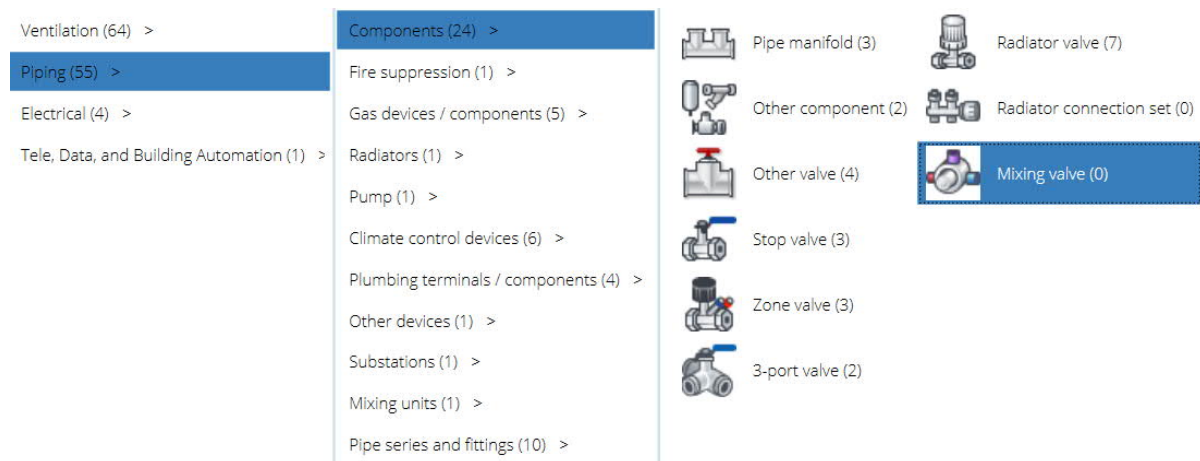 Ventilation (64) >
Piping (55) >
Electrical (4) >
Tele, Data, and Building Automation (1) >
Components (24) >
Fire suppression (1) >
Gas devices / components (5) >
Radiators (1) >
Pump (1) >
Climate control devices (6) >
Plumbing terminals / components (4) >
Other devices (1) >
Substations (1) >
Mixing units (1) >
Pipe series and fittings (10) >
Pipe manifold (3)
Other component (2)
Other valve (4)
Stop valve (3)
Zone valve (3)
3-port valve (2)
Radiator valve (7)
Radiator connection set (0)
Mixing valve (0)